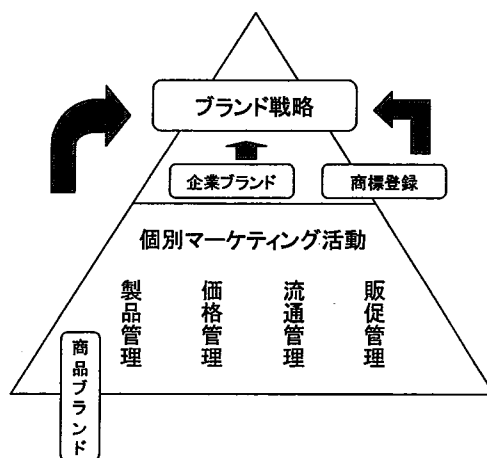 ブランド戦略
企業ブランド
商標登録
個別マーケティング活動
製品管理
価格管理
流通管理
販促管理
商品ブランド